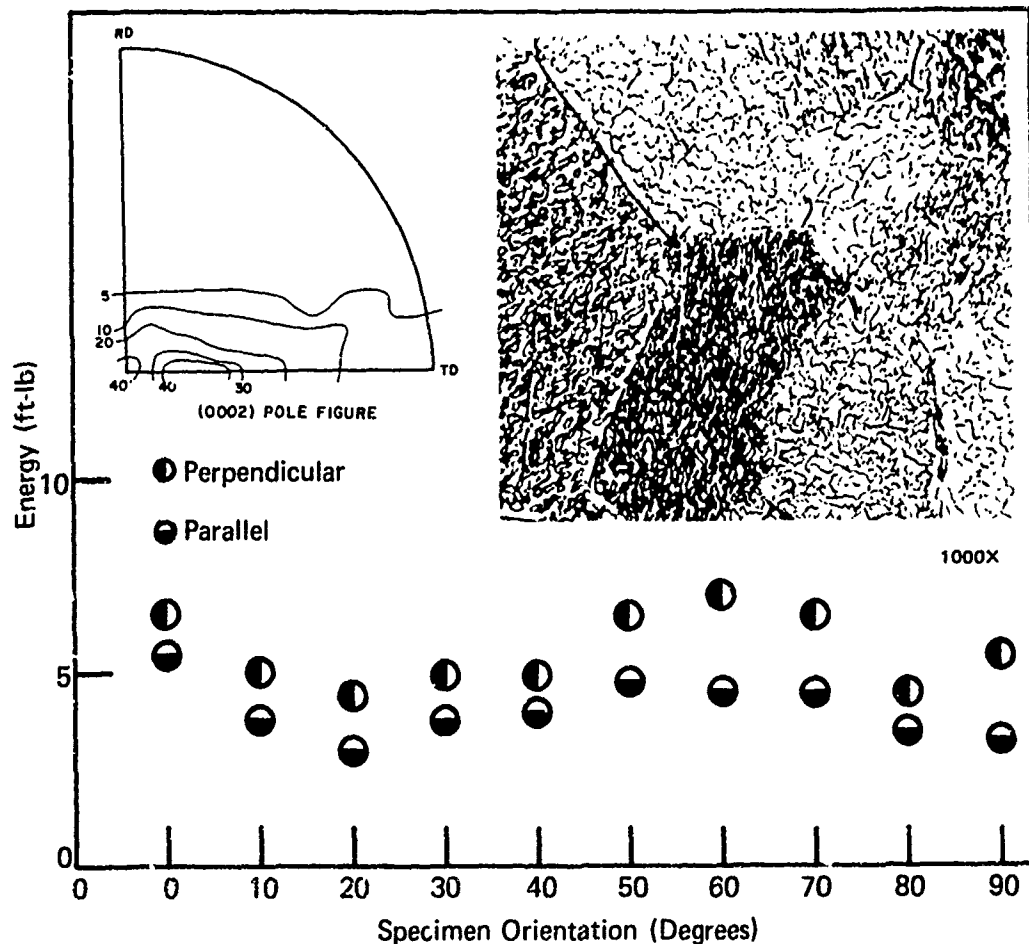 RD
5
10
20
40
40
30
TD
(0002) POLE FIGURE
Perpendicular
Parallel
1000X
Energy (ft-lb)
10
5
0
0 0 10 20 30 40 50 60 70 80 90
Specimen Orientation (Degrees)